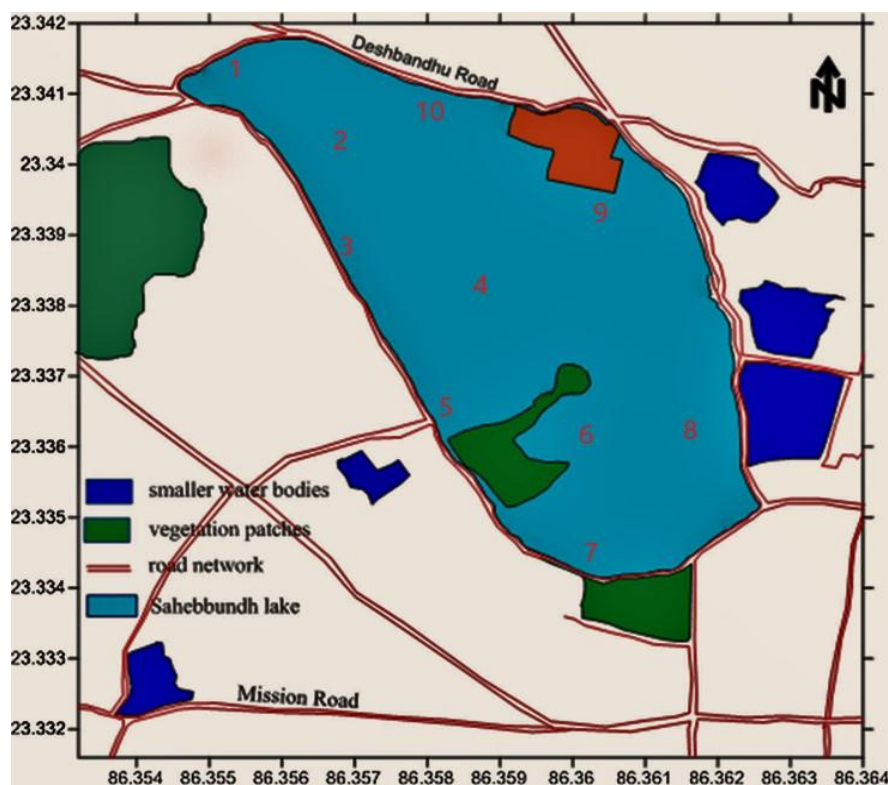 23.342
23.341
23.34
23.339
23.338
23.337
23.336
23.335
23.334
23.333
23.332
Deshbandhu Road
N
1
10
2
9
3
4
5
6
8
7
smaller water bodies
vegetation patches
road network
Sahebbundh lake
Mission Road
86.354 86.355 86.356 86.357 86.358 86.359 86.36 86.361 86.362 86.363 86.364